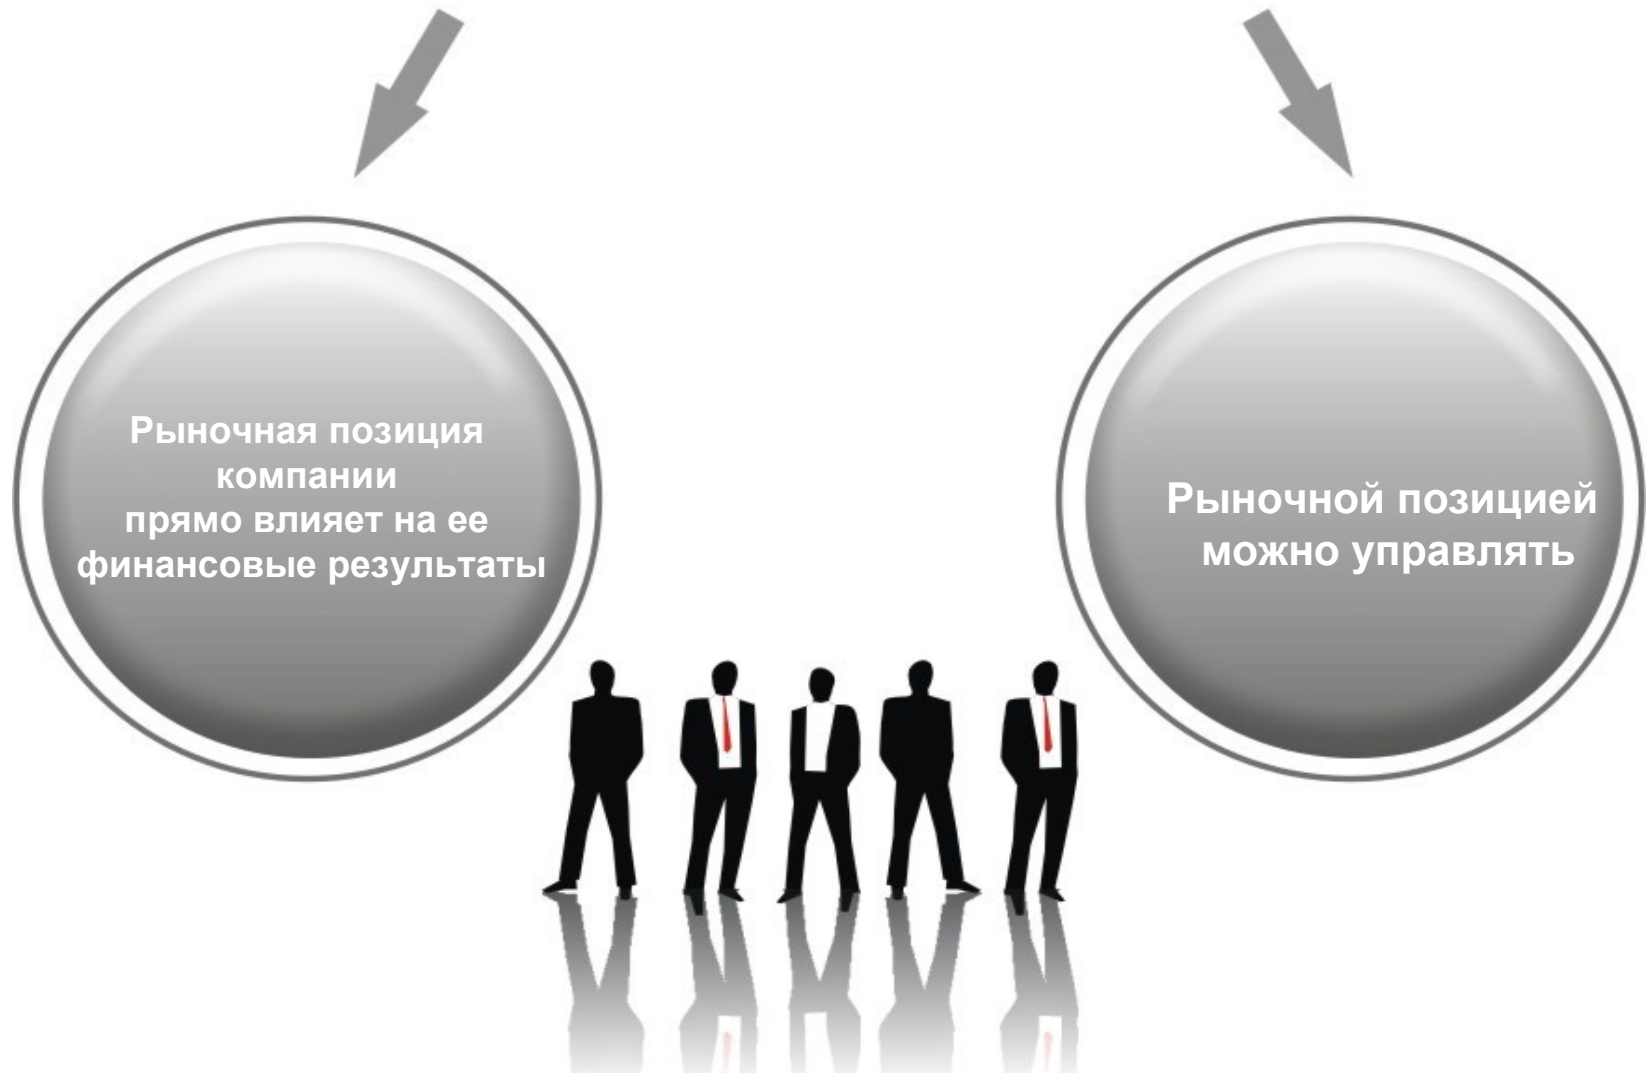 Рыночная позиция
компании
прямо влияет на ее
финансовые результаты
Рыночной позицией
можно управлять